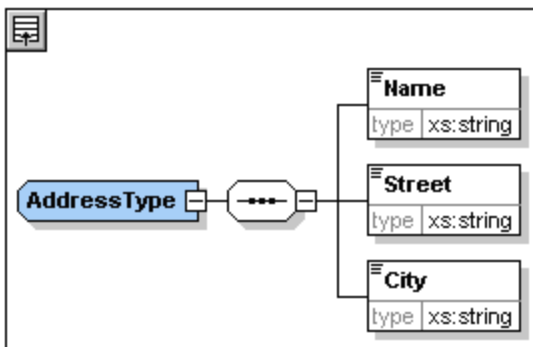 Name
type xs:string
AddressType
Street
type xs:string
City
type xs:string